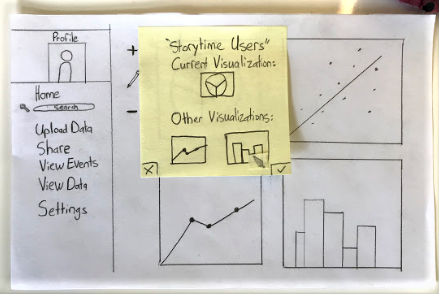 Profile
Home
Search
Upload Data
Share
View Events
View Data
Settings
"Storytime Users"
Current Visualization:
Other Visualizations: